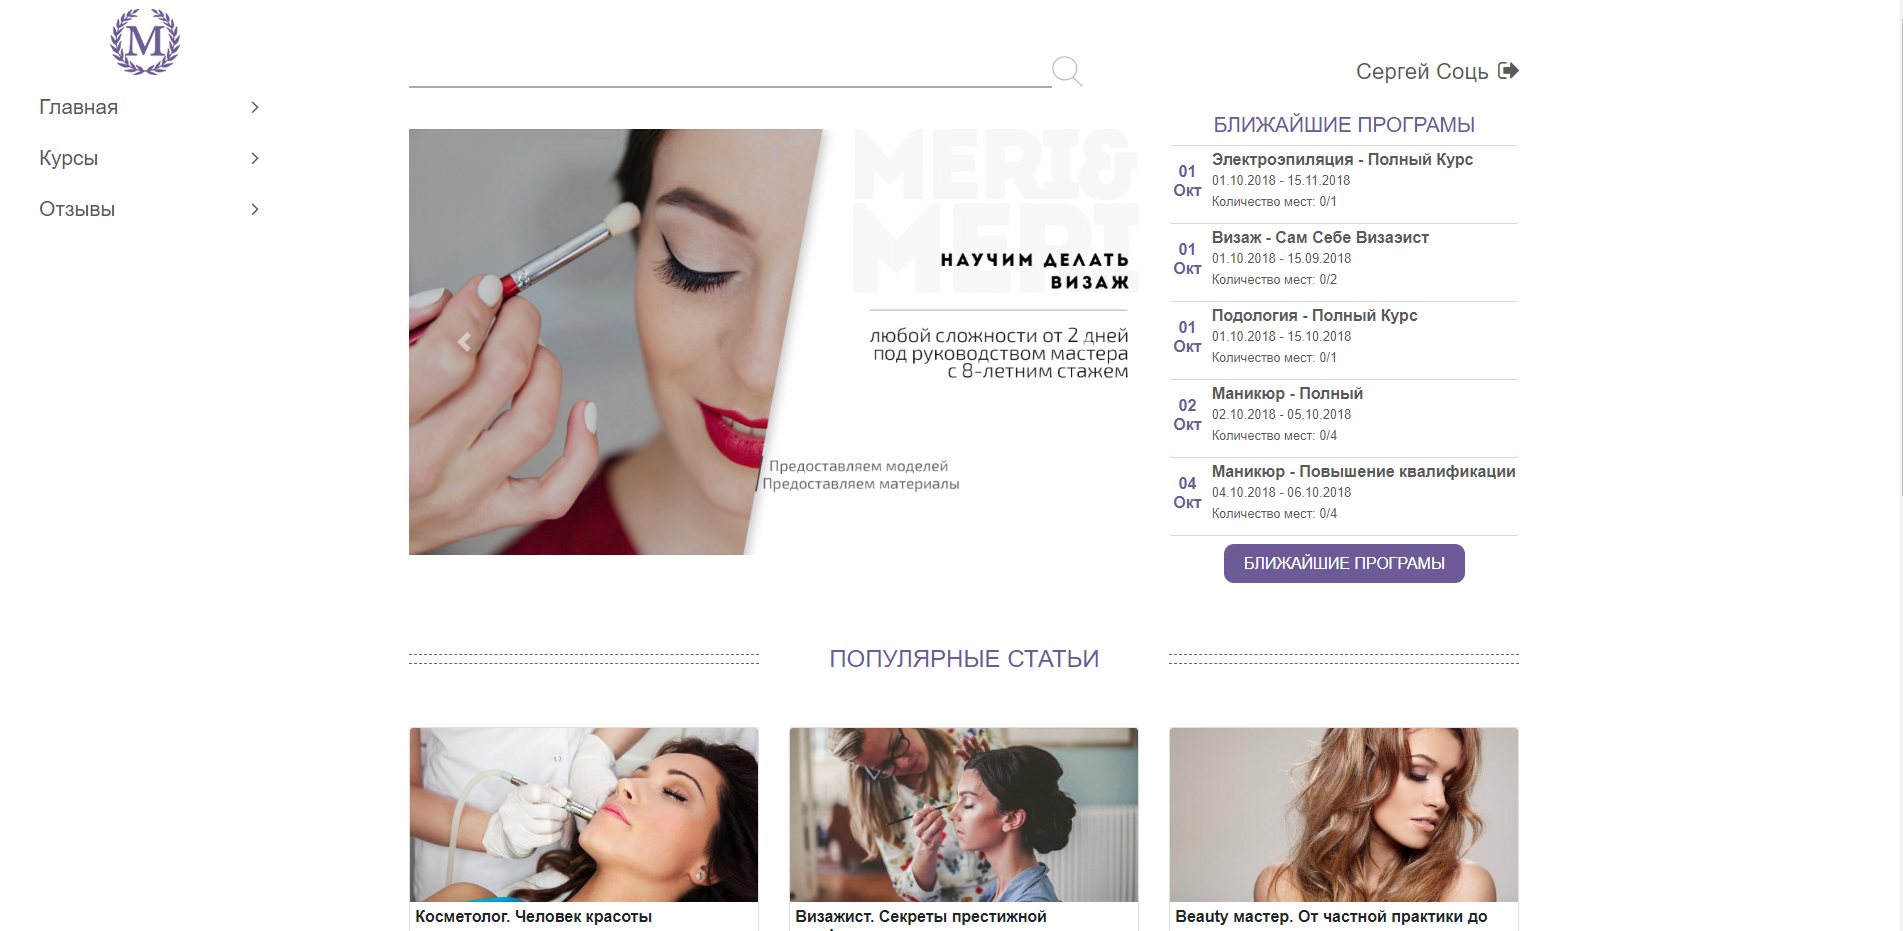 M
Главная
Курсы
Отзывы
Сергей Соць
MERI&
MERI
НАУЧИМ ДЕЛАТЬ
ВИЗАЖ
любой сложности от 2 дней
под руководством мастера
с 8-летним стажем
Предоставляем моделей
Предоставляем материалы
БЛИЖАЙШИЕ ПРОГРАМЫ
01
Окт
Электроэпиляция - Полный Курс
01.10.2018 - 15.11.2018
Количество мест: 0/1
01
Окт
Визаж - Сам Себе Визаэист
01.10.2018 - 15.09.2018
Количество мест: 0/2
01
Окт
Подология - Полный Курс
01.10.2018 - 15.10.2018
Количество мест: 0/1
02
Окт
Маникюр - Полный
02.10.2018 - 05.10.2018
Количество мест: 0/4
04
Окт
Маникюр - Повышение квалификации
04.10.2018 - 06.10.2018
Количество мест: 0/4
БЛИЖАЙШИЕ ПРОГРАМЫ
ПОПУЛЯРНЫЕ СТАТЬИ
Косметолог. Человек красоты
Визажист. Секреты престижной
Beauty мастер. От частной практики до